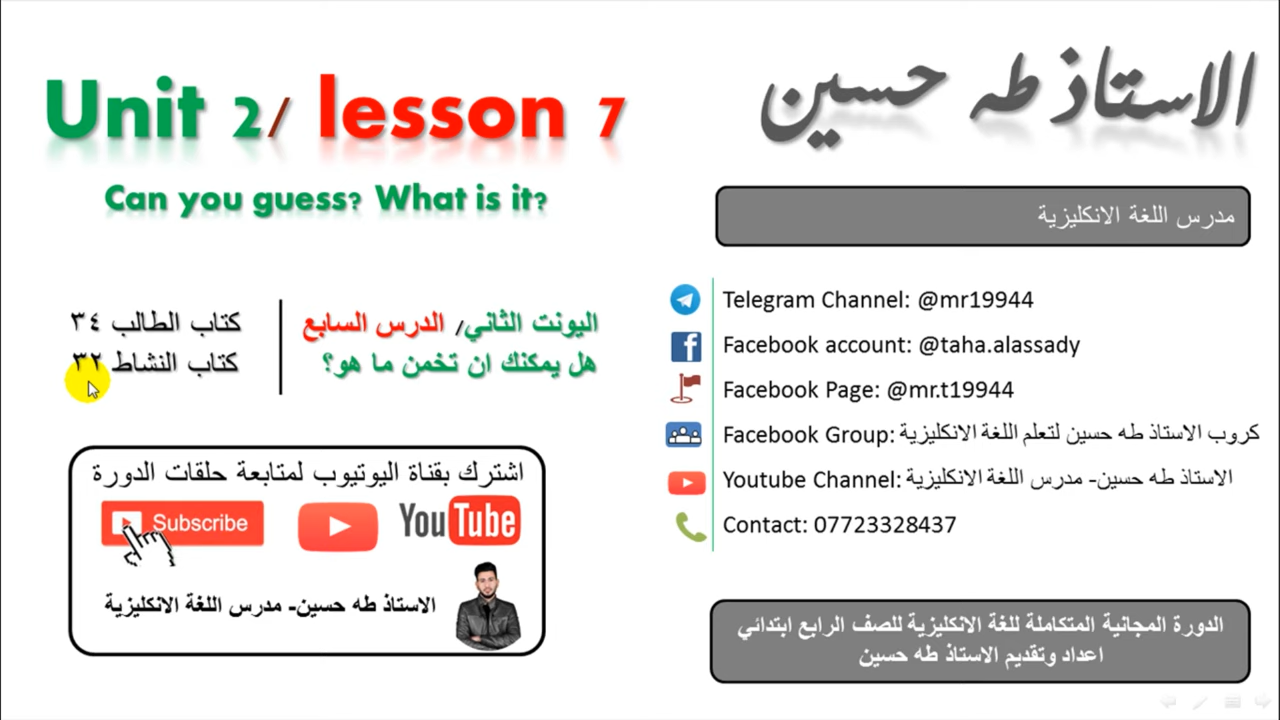 Unit 2/ lesson 7
Can you guess? What is it?
اليونت الثاني/ الدرس السابع
هل يمكنك ان تخمن ما هو؟
كتاب الطالب ٣٤
كتاب النشاط ٣٢
اشترك بقناة اليوتيوب لمتابعة حلقات الدورة
Subscribe
YouTube
الاستاذ طه حسين- مدرس اللغة الانكليزية
الاستاذ طه حسين
مدرس اللغة الانكليزية
Telegram Channel: @mr19944
Facebook account: @taha.alassady
Facebook Page: @mr.t19944
Facebook Group: كروب الاستاذ طه حسين لتعلم اللغة الانكليزية
Youtube Channel: الاستاذ طه حسين- مدرس اللغة الانكليزية
Contact: 07723328437
الدورة المجانية المتكاملة للغة الانكليزية للصف الرابع ابتدائي
اعداد وتقديم الاستاذ طه حسين